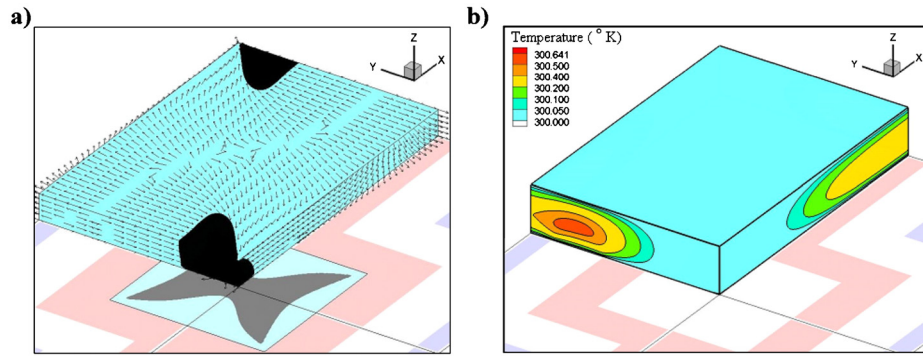 a)
Z
Y
X
b)
Temperature ( ° K)
300.641
300.500
300.400
300.200
300.100
300.050
300.000
Z
Y
X